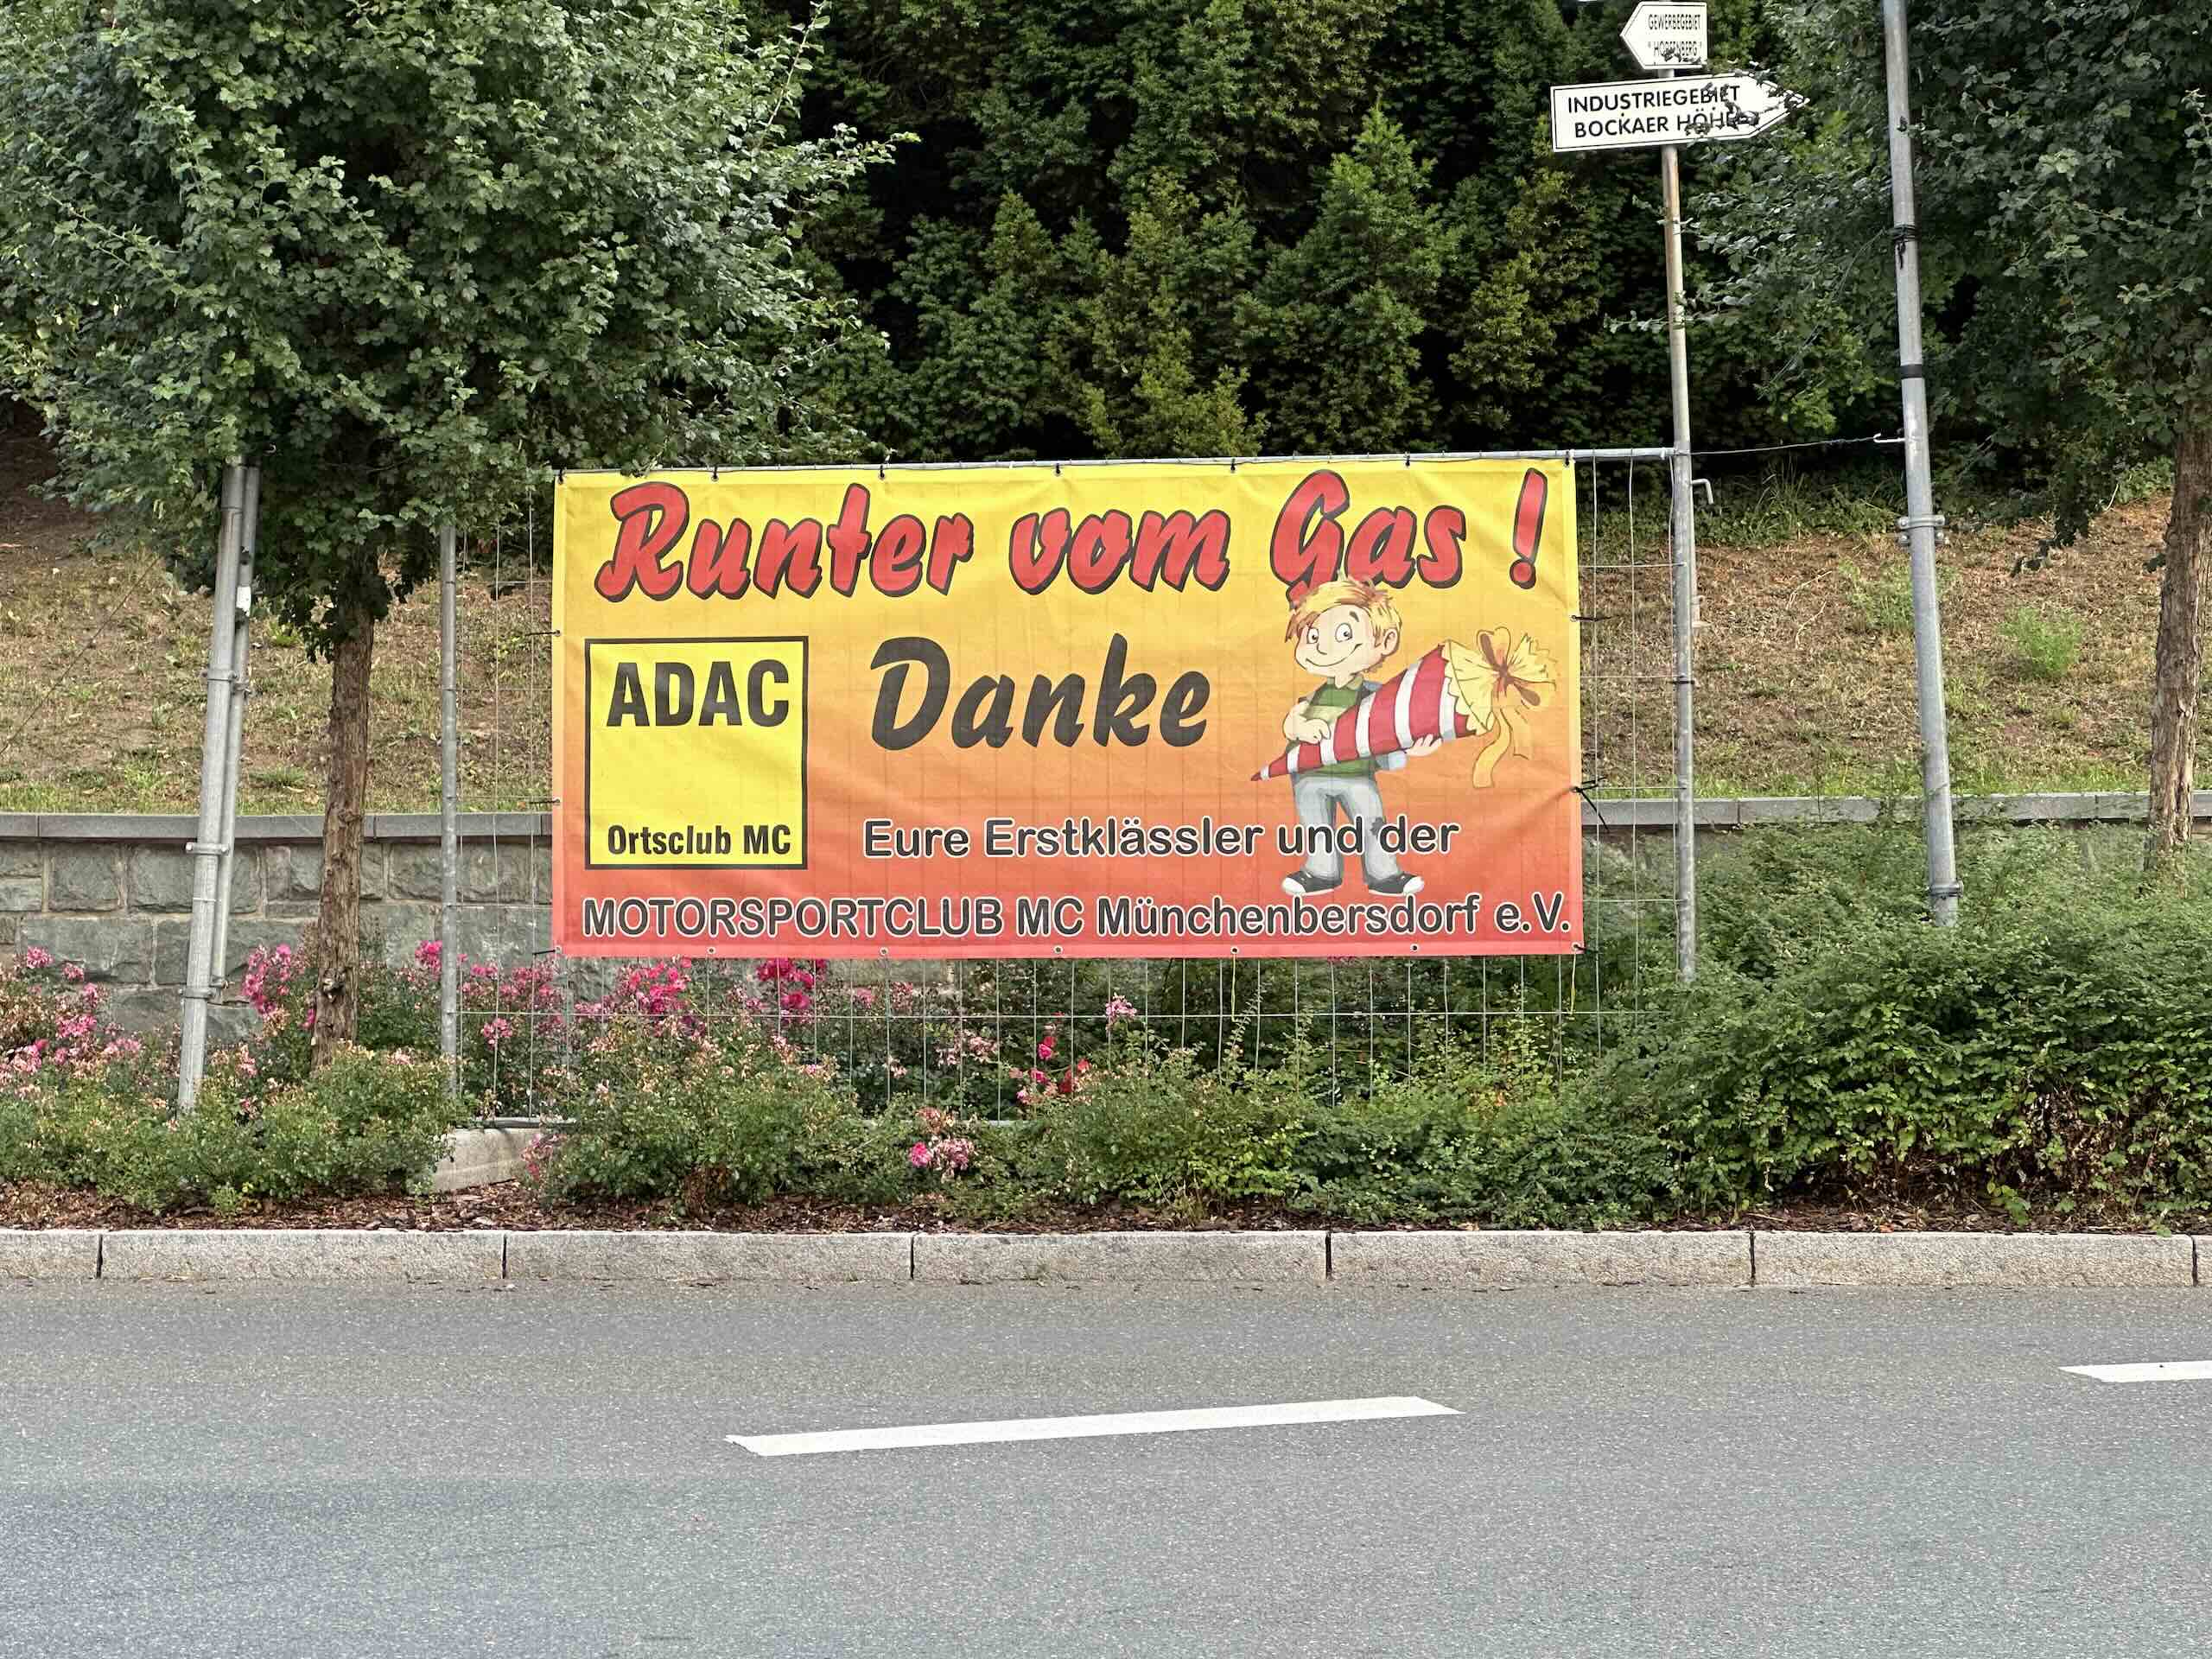 GEWERBEGEBIET
INDUSTRIEGEBIET
BOCKAER HÖHE
Runter vom Gas !
ADAC
Danke
Ortsclub MC
Eure Erstklässler und der
MOTORSPORTCLUB MC Münchenbersdorf e.V.